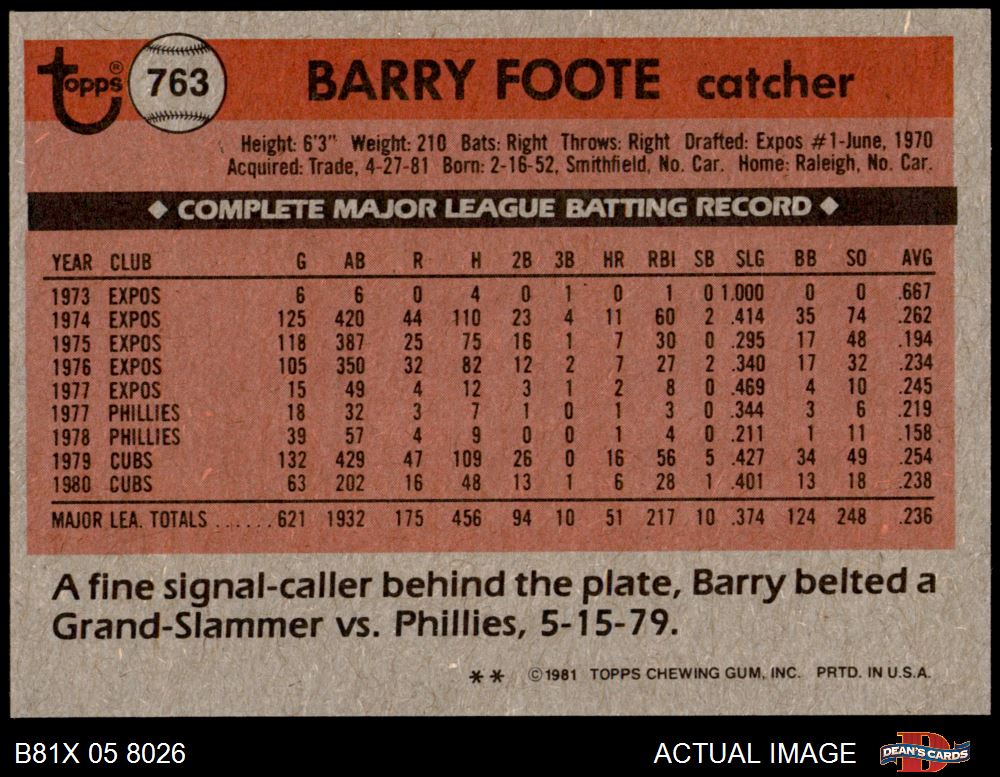 topps® 763 BARRY FOOTE catcher
Height: 6'3" Weight: 210 Bats: Right Throws: Right Drafted: Expos #1-June, 1970
Acquired: Trade, 4-27-81 Born: 2-16-52, Smithfield, No. Car. Home: Raleigh, No. Car.
◆ COMPLETE MAJOR LEAGUE BATTING RECORD ◆
YEAR CLUB G AB R H 2B 3B HR RBI SB SLG BB SO AVG
1973 EXPOS 6 6 0 4 0 1 0 1 0 1.000 0 0 .667
1974 EXPOS 125 420 44 110 23 4 11 60 2 .414 35 74 .262
1975 EXPOS 118 387 25 75 16 1 7 30 0 .295 17 48 .194
1976 EXPOS 105 350 32 82 12 2 7 27 2 .340 17 32 .234
1977 EXPOS 15 49 4 12 3 1 2 8 0 .469 4 10 .245
1977 PHILLIES 18 32 3 7 1 0 1 3 0 .344 3 6 .219
1978 PHILLIES 39 57 4 9 0 0 1 4 0 .211 1 11 .158
1979 CUBS 132 429 47 109 26 0 16 56 5 .427 34 49 .254
1980 CUBS 63 202 16 48 13 1 6 28 1 .401 13 18 .238
MAJOR LEA. TOTALS ...... 621 1932 175 456 94 10 51 217 10 .374 124 248 .236
A fine signal-caller behind the plate, Barry belted a
Grand-Slammer vs. Phillies, 5-15-79.
** ©1981 TOPPS CHEWING GUM, INC. PRTD. IN U.S.A.
B81X 05 8026 ACTUAL IMAGE D DEAN'S CARDS